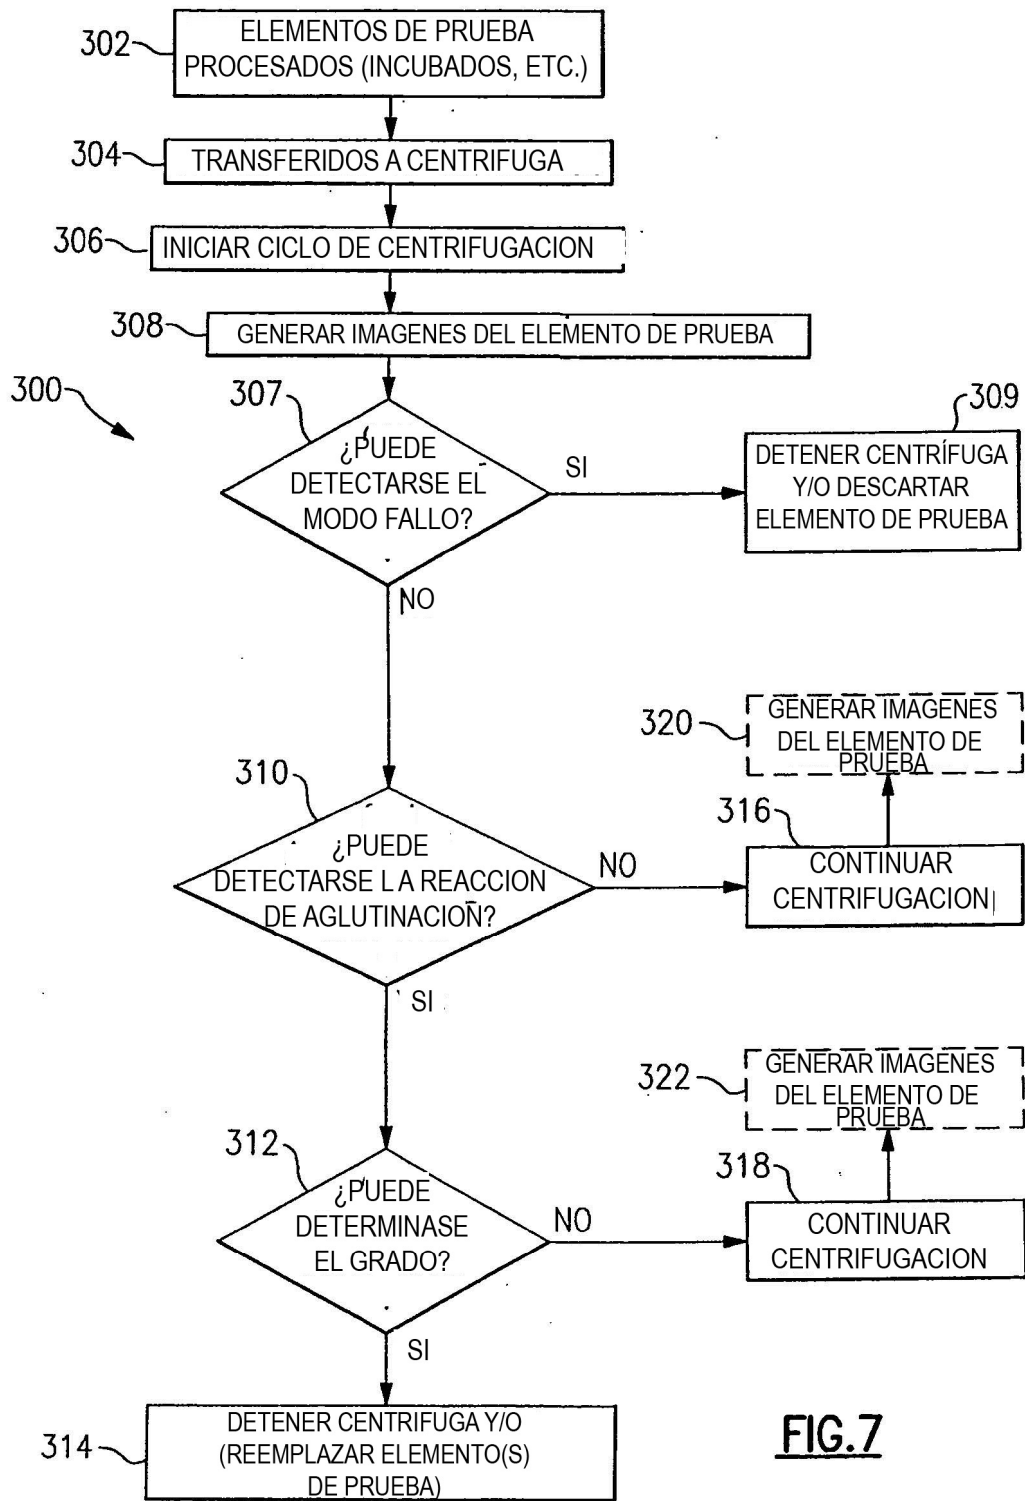 302
ELEMENTOS DE PRUEBA
PROCESADOS (INCUBADOS, ETC.)
304
TRANSFERIDOS A CENTRIFUGA
306
INICIAR CICLO DE CENTRIFUGACION
308
GENERAR IMAGENES DEL ELEMENTO DE PRUEBA
300
307
¿PUEDE
DETECTARSE EL
MODO FALLO?
SI
NO
309
DETENER CENTRÍFUGA
Y/O DESCARTAR
ELEMENTO DE PRUEBA
310
¿PUEDE
DETECTARSE LA REACCION
DE AGLUTINACION?
NO
SI
320
GENERAR IMAGENES
DEL ELEMENTO DE
PRUEBA
316
CONTINUAR
CENTRIFUGACION
312
¿PUEDE
DETERMINASE
EL GRADO?
NO
SI
322
GENERAR IMAGENES
DEL ELEMENTO DE
PRUEBA
318
CONTINUAR
CENTRIFUGACION
314
DETENER CENTRIFUGA Y/O
(REEMPLAZAR ELEMENTO(S)
DE PRUEBA)
FIG.7